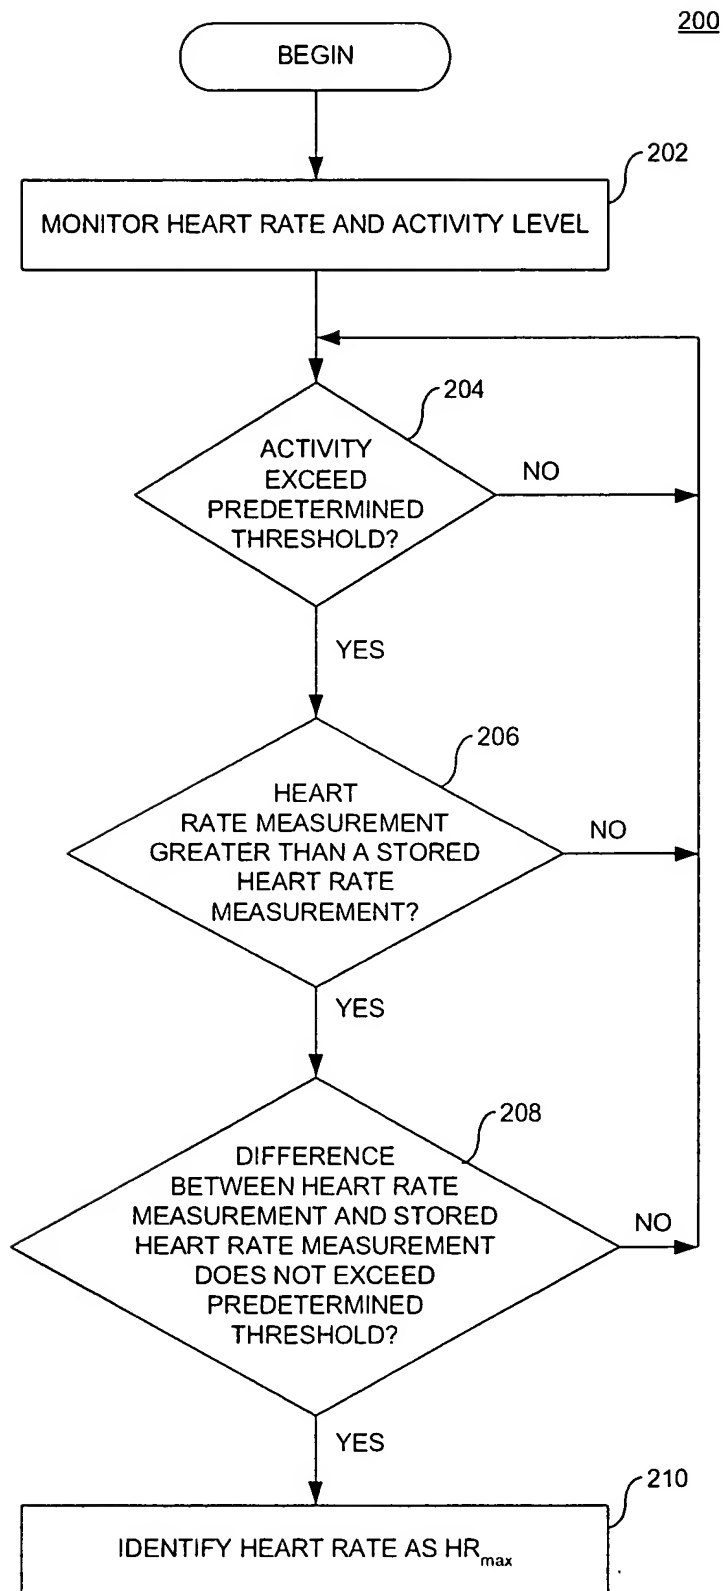 200
BEGIN
202
MONITOR HEART RATE AND ACTIVITY LEVEL
204
ACTIVITY
EXCEED
PREDETERMINED
THRESHOLD?
NO
YES
206
HEART
RATE MEASUREMENT
GREATER THAN A STORED
HEART RATE
MEASUREMENT?
NO
YES
208
DIFFERENCE
BETWEEN HEART RATE
MEASUREMENT AND STORED
HEART RATE MEASUREMENT
DOES NOT EXCEED
PREDETERMINED
THRESHOLD?
NO
YES
210
IDENTIFY HEART RATE AS HRmax